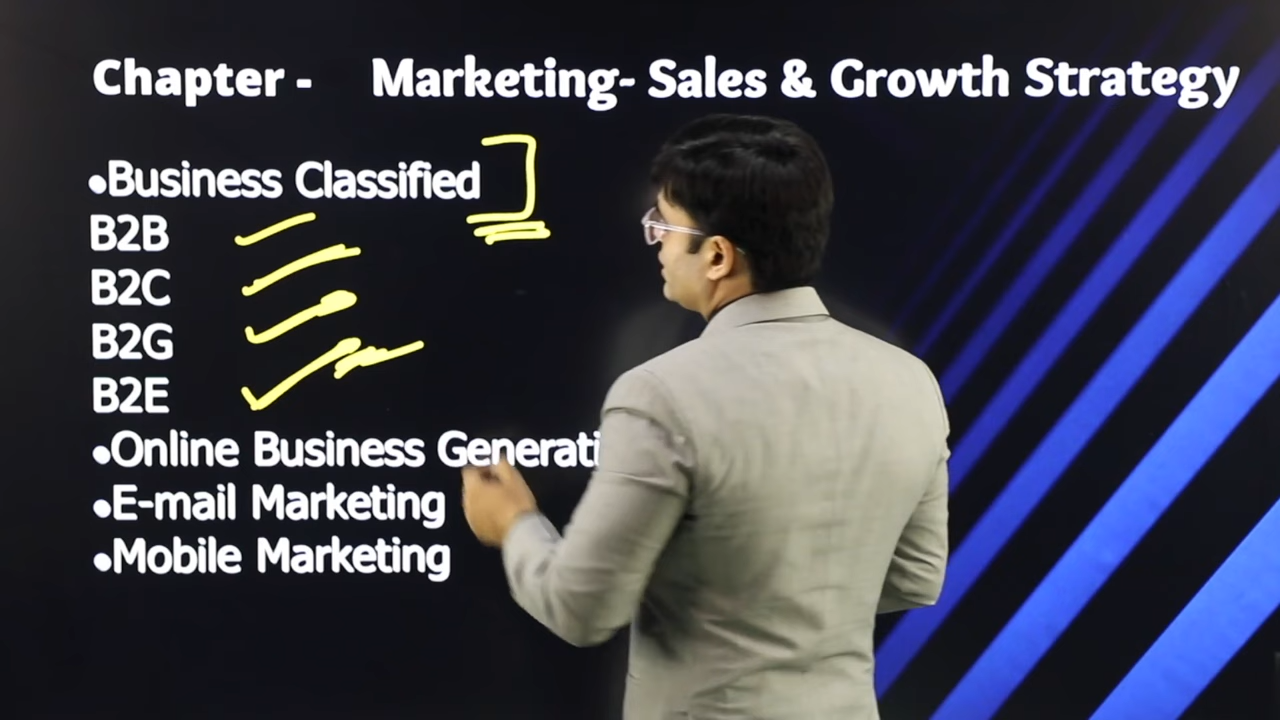 Chapter - Marketing- Sales & Growth Strategy
•Business Classified
B2B
B2C
B2G
B2E
•Online Business Generati
•E-mail Marketing
•Mobile Marketing